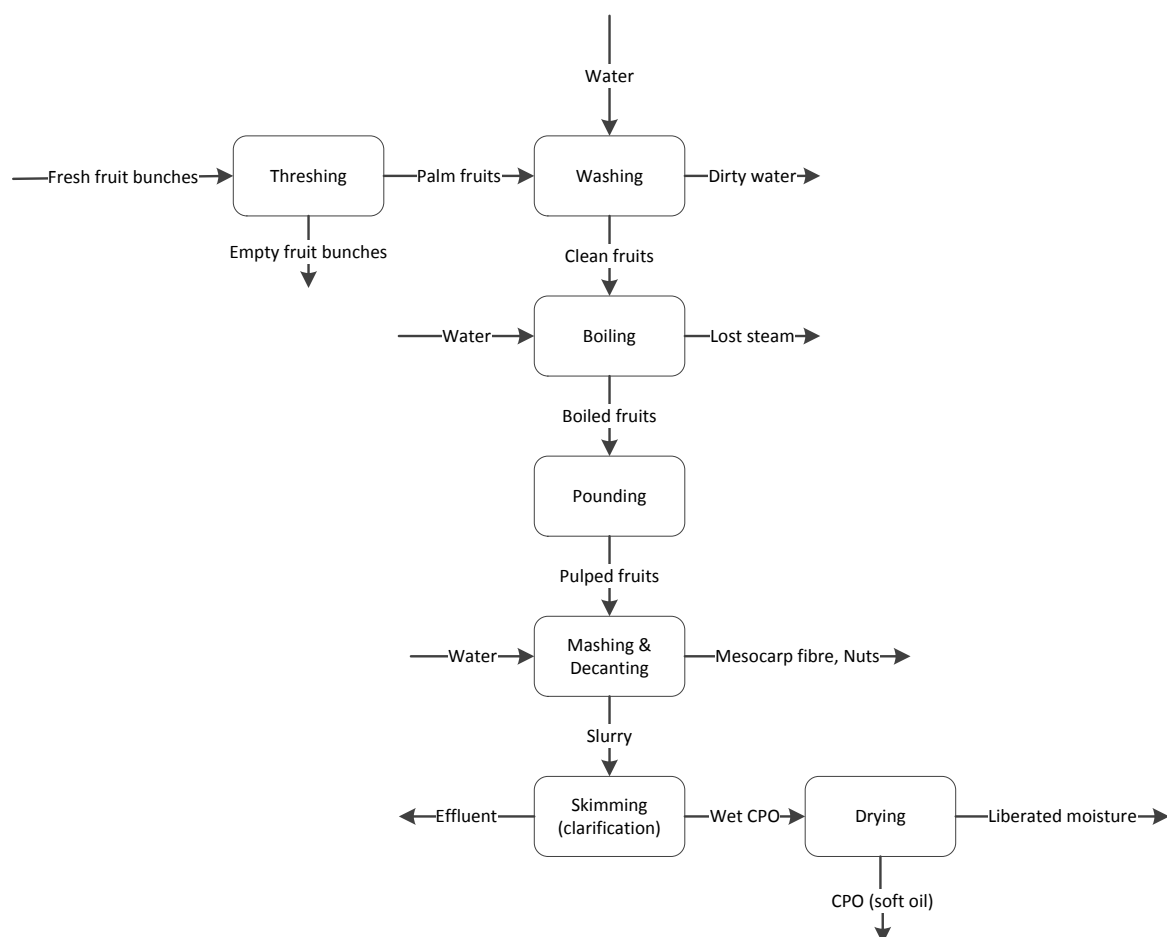 Water
Fresh fruit bunches
Threshing
Palm fruits
Washing
Dirty water
Empty fruit bunches
Clean fruits
Water
Boiling
Lost steam
Boiled fruits
Pounding
Pulped fruits
Water
Mashing &
Decanting
Mesocarp fibre, Nuts
Slurry
Effluent
Skimming
(clarification)
Wet CPO
Drying
Liberated moisture
CPO (soft oil)